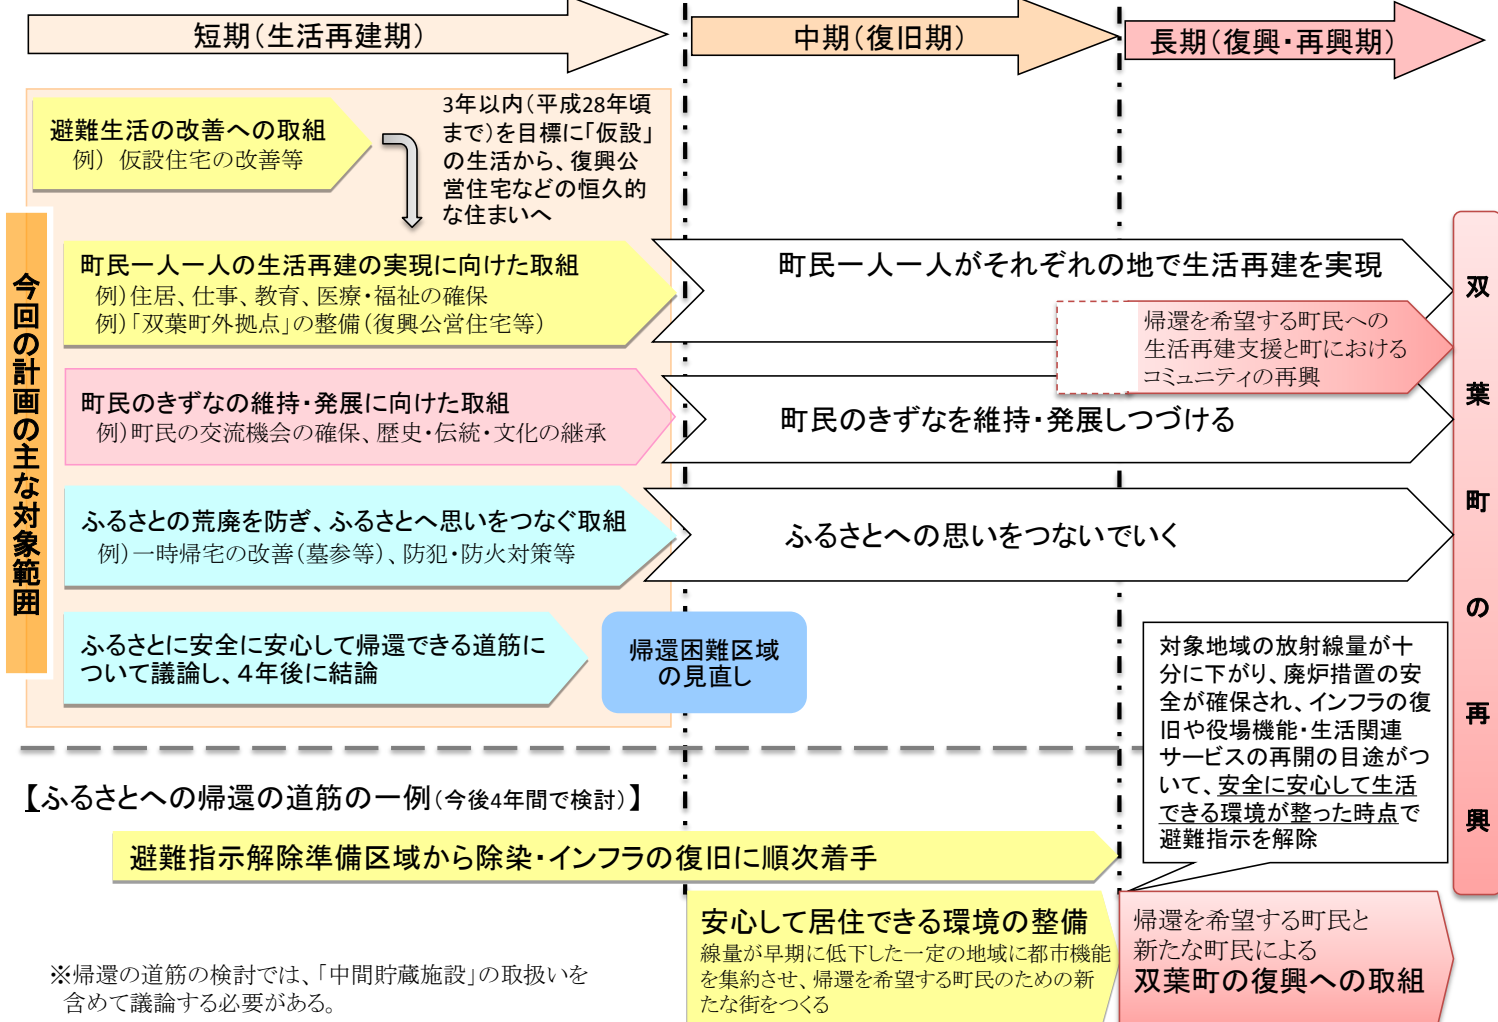 短期（生活再建期）
中期（復旧期）
長期（復興・再興期）
今回の計画の主な対象範囲
避難生活の改善への取組
例） 仮設住宅の改善等
3年以内（平成28年頃
まで）を目標に「仮設」
の生活から、復興公
営住宅などの恒久的
な住まいへ
町民一人一人の生活再建の実現に向けた取組
例）住居、仕事、教育、医療・福祉の確保
例）「双葉町外拠点」の整備（復興公営住宅等）
町民一人一人がそれぞれの地で生活再建を実現
帰還を希望する町民への
生活再建支援と町における
コミュニティの再興
町民のきずなの維持・発展に向けた取組
例）町民の交流機会の確保、歴史・伝統・文化の継承
町民のきずなを維持・発展しつづける
ふるさとの荒廃を防ぎ、ふるさとへ思いをつなぐ取組
例）一時帰宅の改善（墓参等）、防犯・防火対策等
ふるさとへの思いをつないでいく
ふるさとに安全に安心して帰還できる道筋に
ついて議論し、４年後に結論
帰還困難区域
の見直し
双葉町の再興
対象地域の放射線量が十
分に下がり、廃炉措置の安
全が確保され、インフラの復
旧や役場機能・生活関連
サービスの再開の目途がつ
いて、安全に安心して生活
できる環境が整った時点で
避難指示を解除
【ふるさとへの帰還の道筋の一例（今後4年間で検討）】
避難指示解除準備区域から除染・インフラの復旧に順次着手
安心して居住できる環境の整備
線量が早期に低下した一定の地域に都市機能
を集約させ、帰還を希望する町民のための新
たな街をつくる
帰還を希望する町民と
新たな町民による
双葉町の復興への取組
※帰還の道筋の検討では、「中間貯蔵施設」の取扱いを
含めて議論する必要がある。